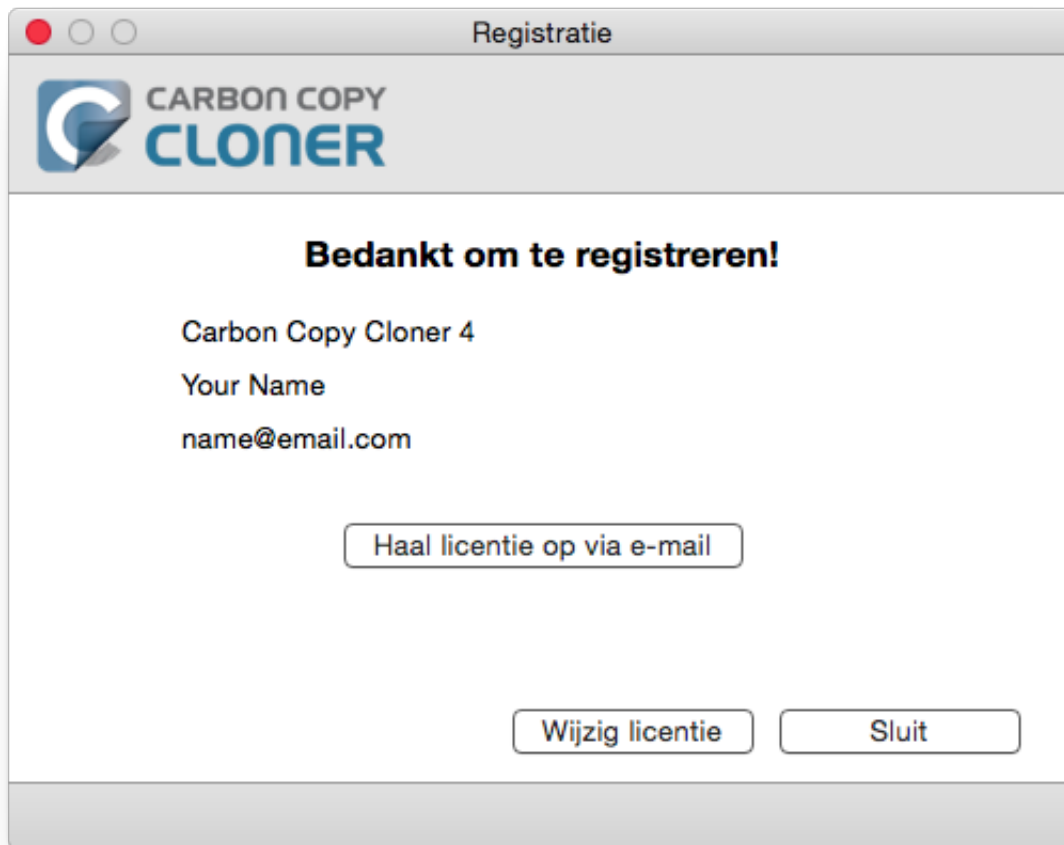 Registratie
CARBON COPY
CLONER
Bedankt om te registreren!
Carbon Copy Cloner 4
Your Name
name@email.com
Haal licentie op via e-mail
Wijzig licentie
Sluit